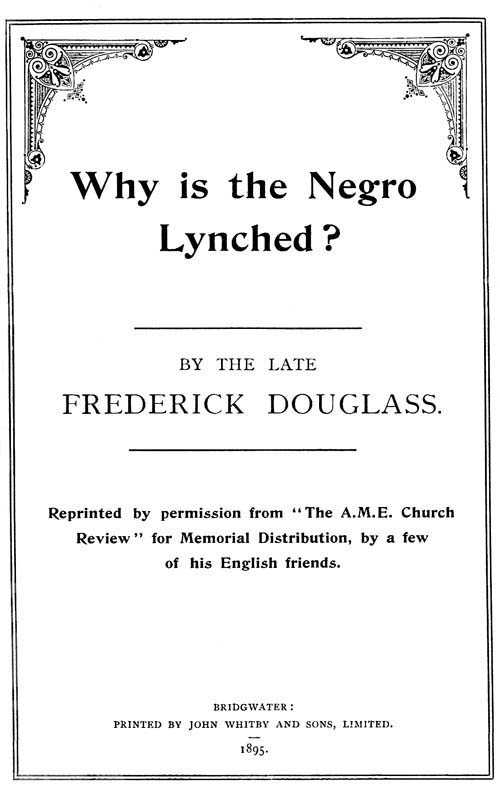 Why is the Negro
Lynched?
BY THE LATE
FREDERICK DOUGLASS.
Reprinted by permission from "The A.M.E. Church
Review" for Memorial Distribution, by a few
of his English friends.
BRIDGWATER:
PRINTED BY JOHN WHITBY AND SONS, LIMITED.
1895.